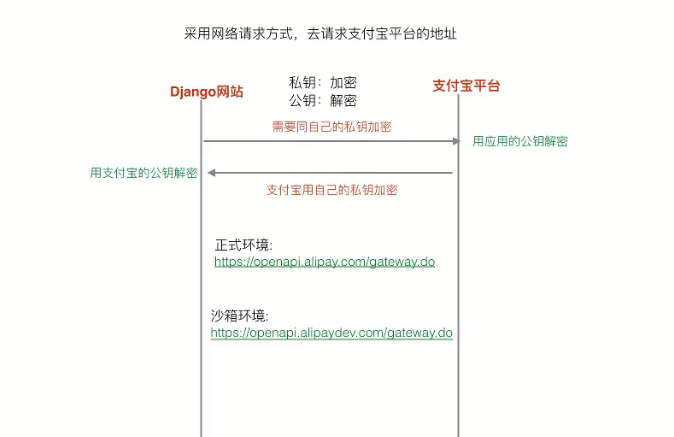 采用网络请求方式，去请求支付宝平台的地址
私钥：加密
公钥：解密
Django网站
支付宝平台
需要同自己的私钥加密
用应用的公钥解密
用支付宝的公钥解密
支付宝用自己的私钥加密
正式环境:
https://openapi.alipay.com/gateway.do
沙箱环境:
https://openapi.alipaydev.com/gateway.do